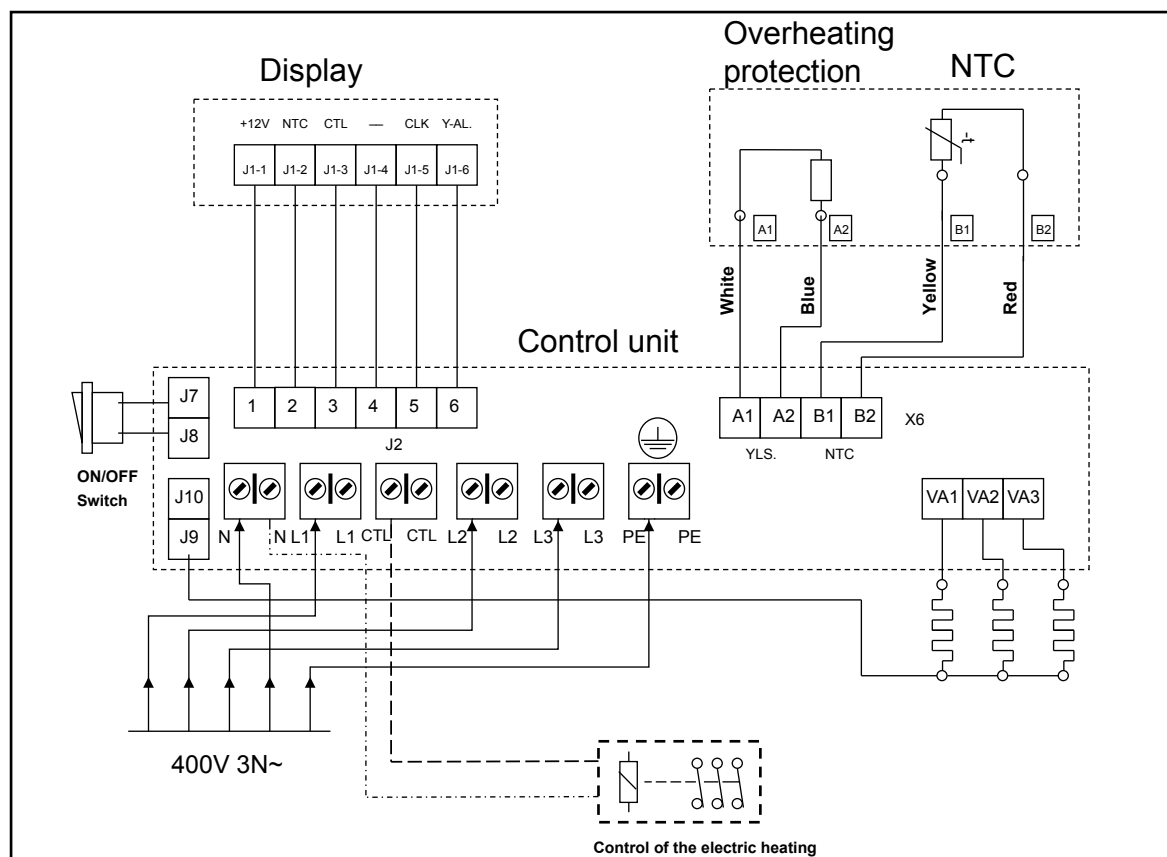 Overheating
protection
NTC
Display
+12V NTC CTL — CLK Y-AL.
J1-1 J1-2 J1-3 J1-4 J1-5 J1-6
-t
A1 A2 B1 B2
White Blue Yellow Red
Control unit
J7
J8
1 2 3 4 5 6
J2
A1 A2 B1 B2 X6
YLS. NTC
ON/OFF
Switch
J10
J9
N N L1 L1 CTL CTL L2 L2 L3 L3 PE PE
VA1 VA2 VA3
400V 3N~
Control of the electric heating